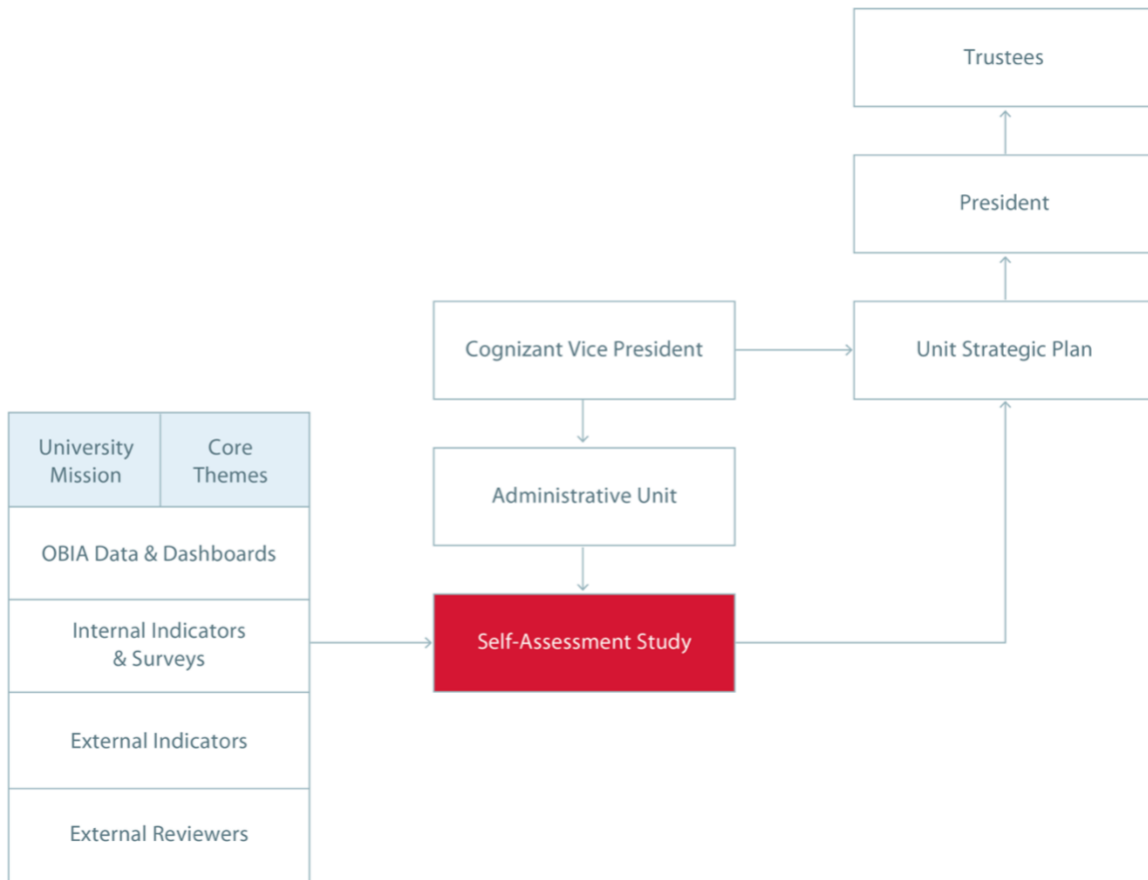 Trustees
President
Cognizant Vice President
Unit Strategic Plan
University
Mission
Core
Themes
Administrative Unit
OBIA Data & Dashboards
Internal Indicators
& Surveys
Self-Assessment Study
External Indicators
External Reviewers